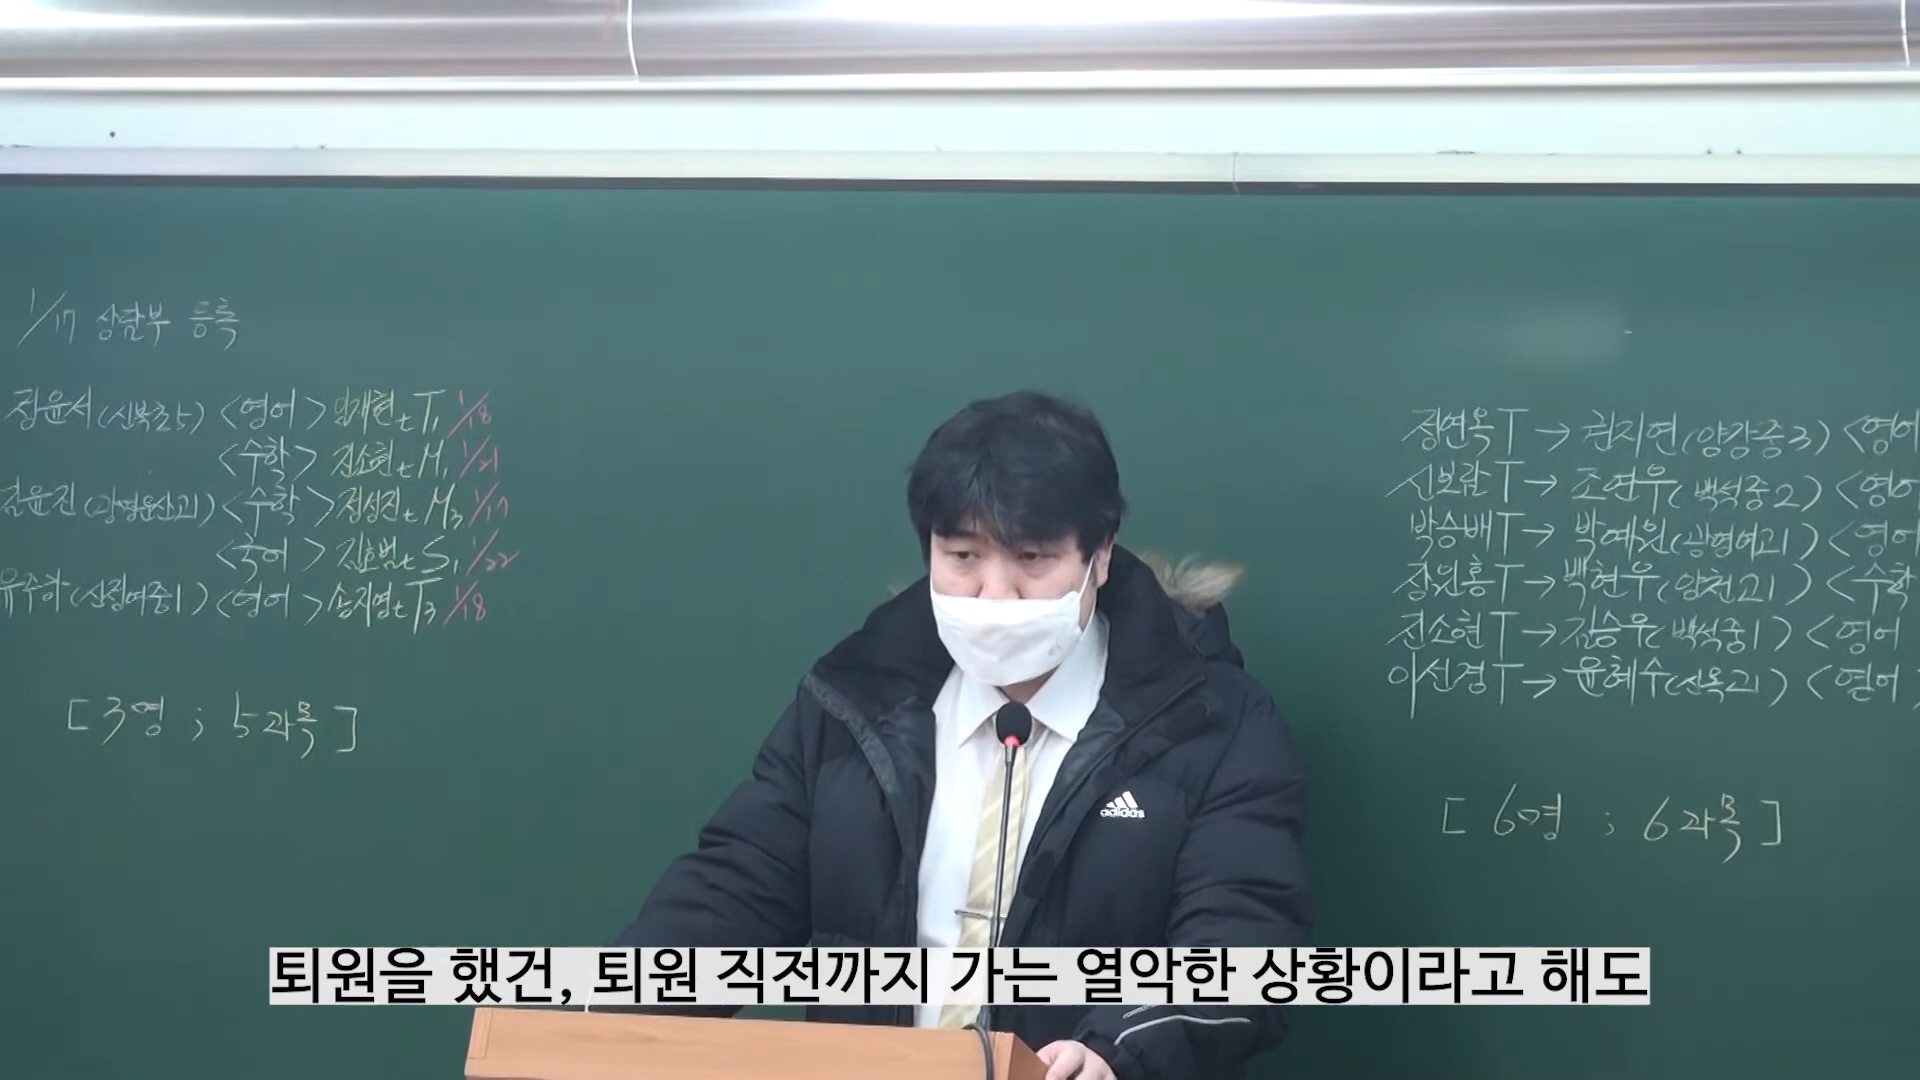 1/17 상담부 등록
장윤서(신북초5) <영어> 임재현t T1 1/18
<수학> 진소현t M1 1/21
김윤진(광명운산고1) <수학> 정성진t M3 1/17
<국어> 김호범t S1 1/22
유주하(신정여중1) <영어> 송지영t T3 1/18
[3명 ; 5과목]
정연옥T → 권지연(양강중3) <영어
신보람T → 조연우(백석중2) <영어
박승배T → 박예원(광명여고1) <영어
장원홍T → 백현우(양천고1) <수학
진소현T → 김승우(백석중1) <영어
이선경T → 윤혜수(신목고1) <영어
[6명 ; 6과목]
adidas
퇴원을 했건, 퇴원 직전까지 가는 열악한 상황이라고 해도